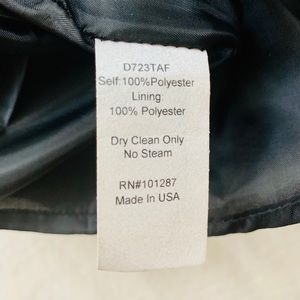 D723TAF
Self:100%Polyester
Lining:
100% Polyester
Dry Clean Only
No Steam
RN#101287
Made In USA